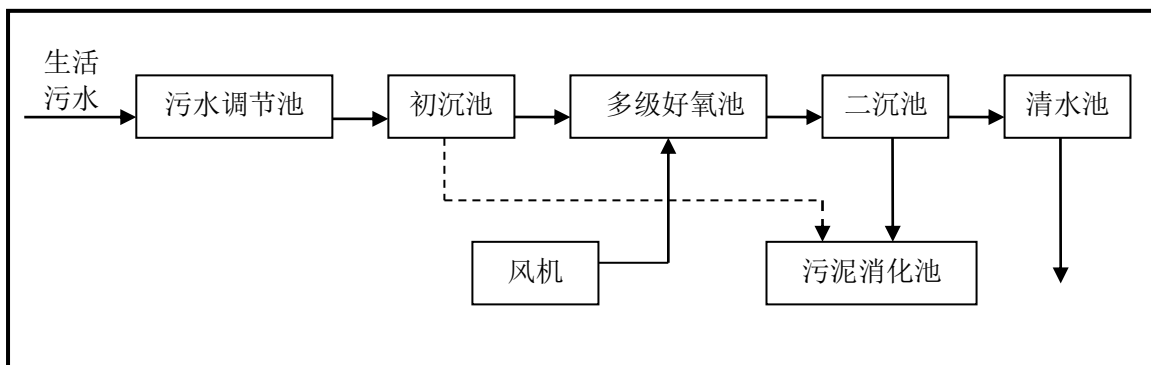 生活
污水
污水调节池
初沉池
多级好氧池
二沉池
清水池
风机
污泥消化池